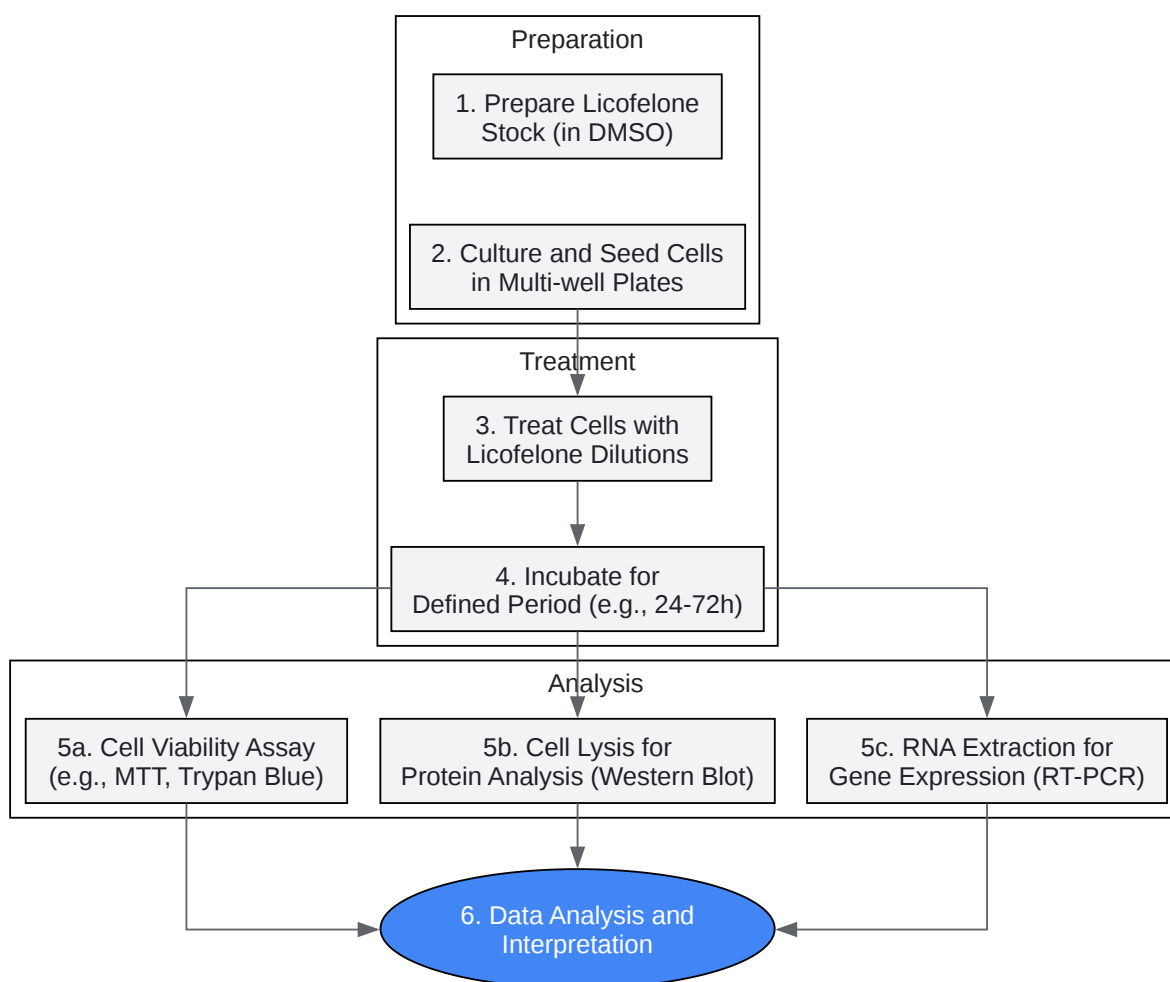 Preparation
1. Prepare Licofelone
Stock (in DMSO)
2. Culture and Seed Cells
in Multi-well Plates
Treatment
3. Treat Cells with
Licofelone Dilutions
4. Incubate for
Defined Period (e.g., 24-72h)
Analysis
5a. Cell Viability Assay
(e.g., MTT, Trypan Blue)
5b. Cell Lysis for
Protein Analysis (Western Blot)
5c. RNA Extraction for
Gene Expression (RT-PCR)
6. Data Analysis and
Interpretation